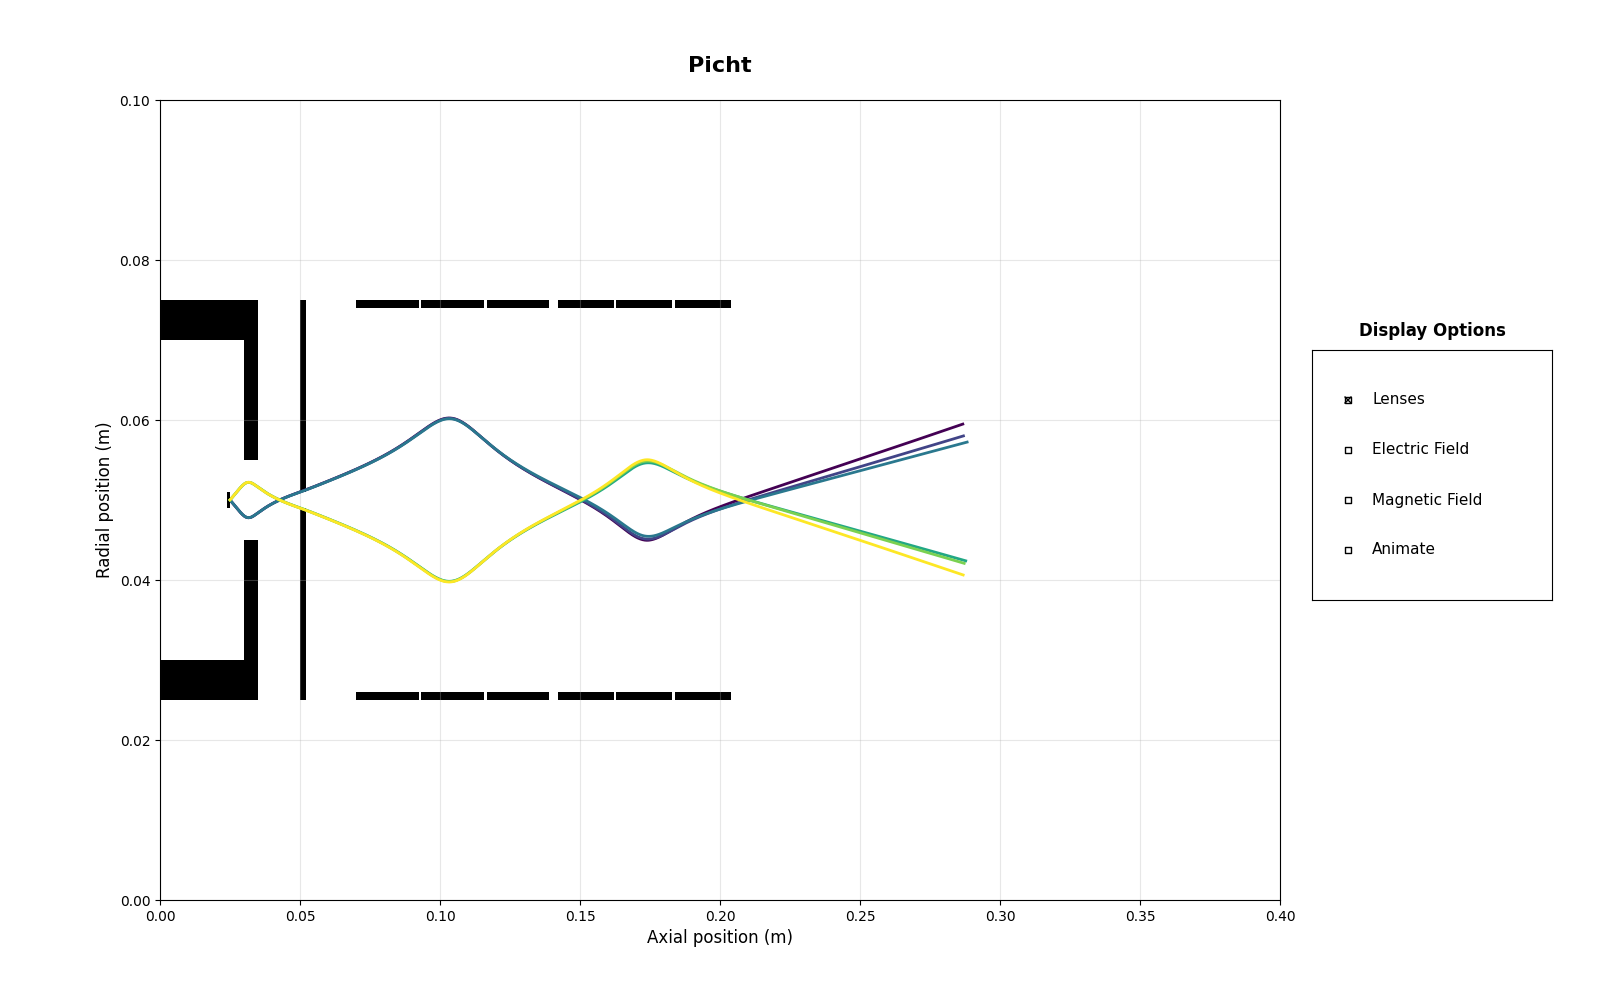 Picht
0.10
0.08
0.06
0.04
0.02
0.00
Radial position (m)
0.00 0.05 0.10 0.15 0.20 0.25 0.30 0.35 0.40
Axial position (m)
Display Options
Lenses
Electric Field
Magnetic Field
Animate